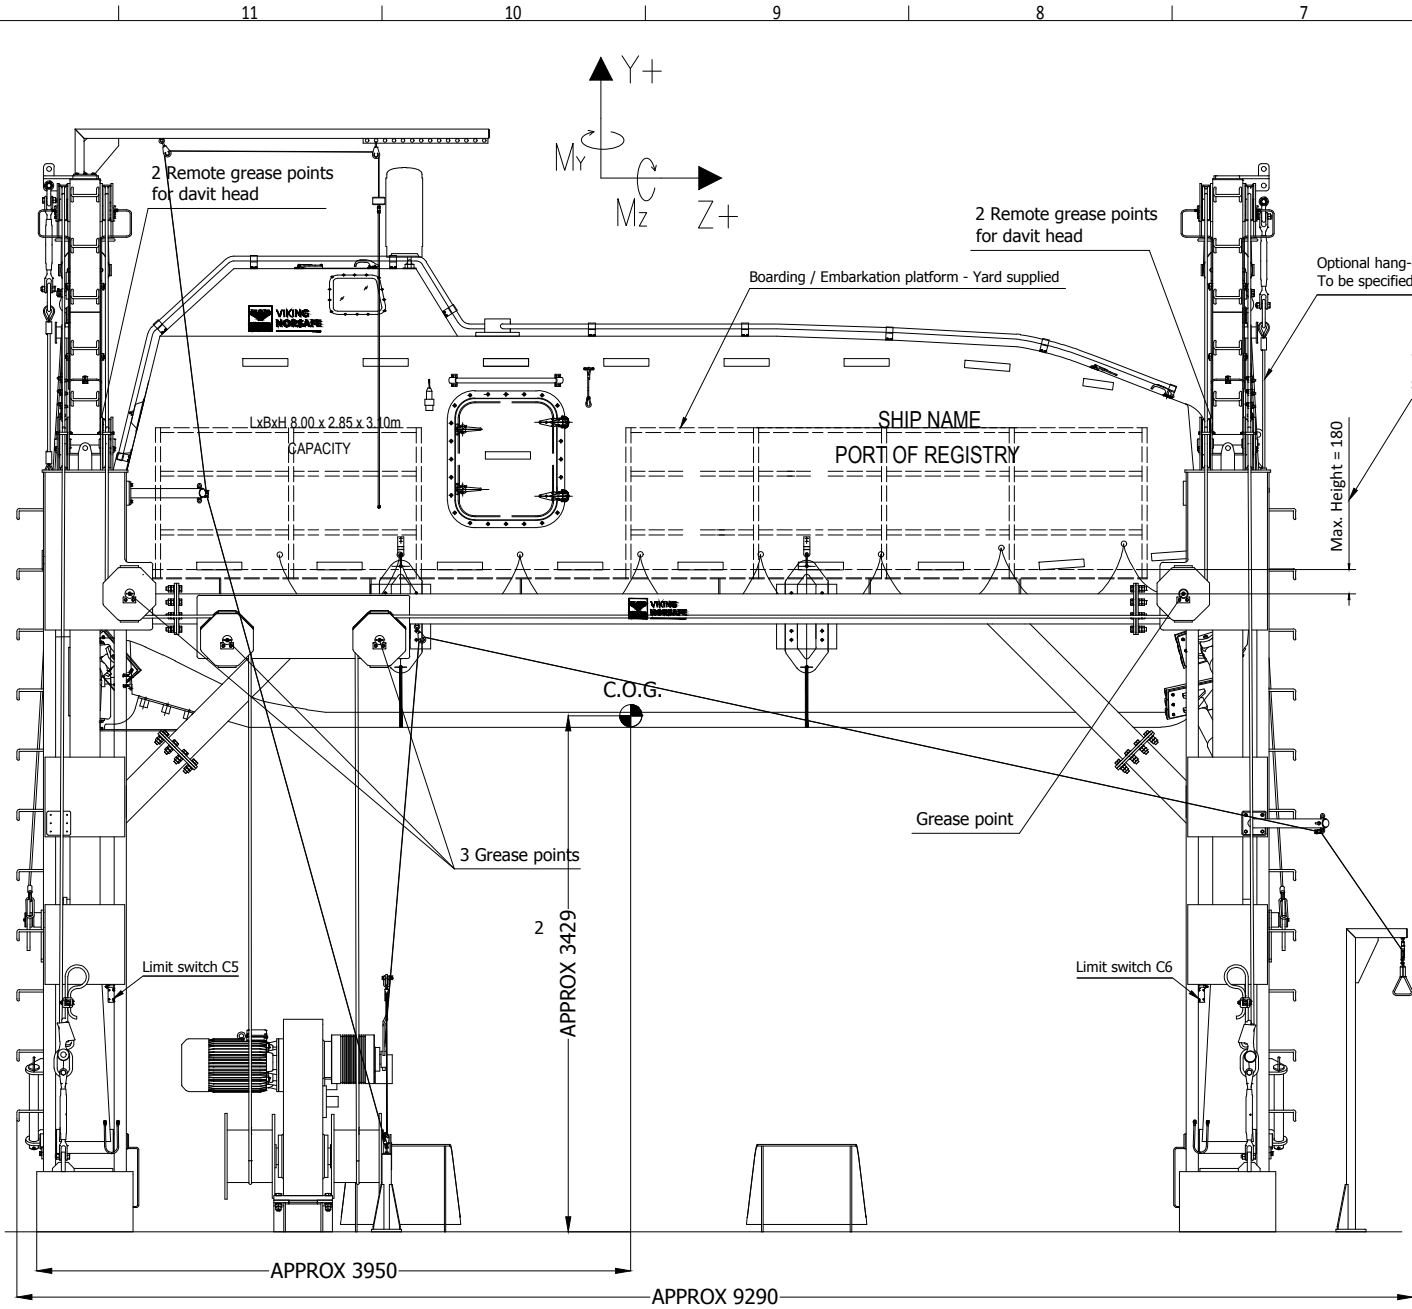 11
10
9
8
7
Y+
MY
MZ
Z+
2 Remote grease points
for davit head
2 Remote grease points
for davit head
Optional hang-
To be specified
Boarding / Embarkation platform - Yard supplied
VIKING
NORSAFE
LxBxH 8.00 x 2.85 x 3.10m
CAPACITY
SHIP NAME
PORT OF REGISTRY
Max. Height = 180
VIKING
NORSAFE
C.O.G.
Grease point
3 Grease points
2
APPROX 3429
Limit switch C5
Limit switch C6
APPROX 3950
APPROX 9290